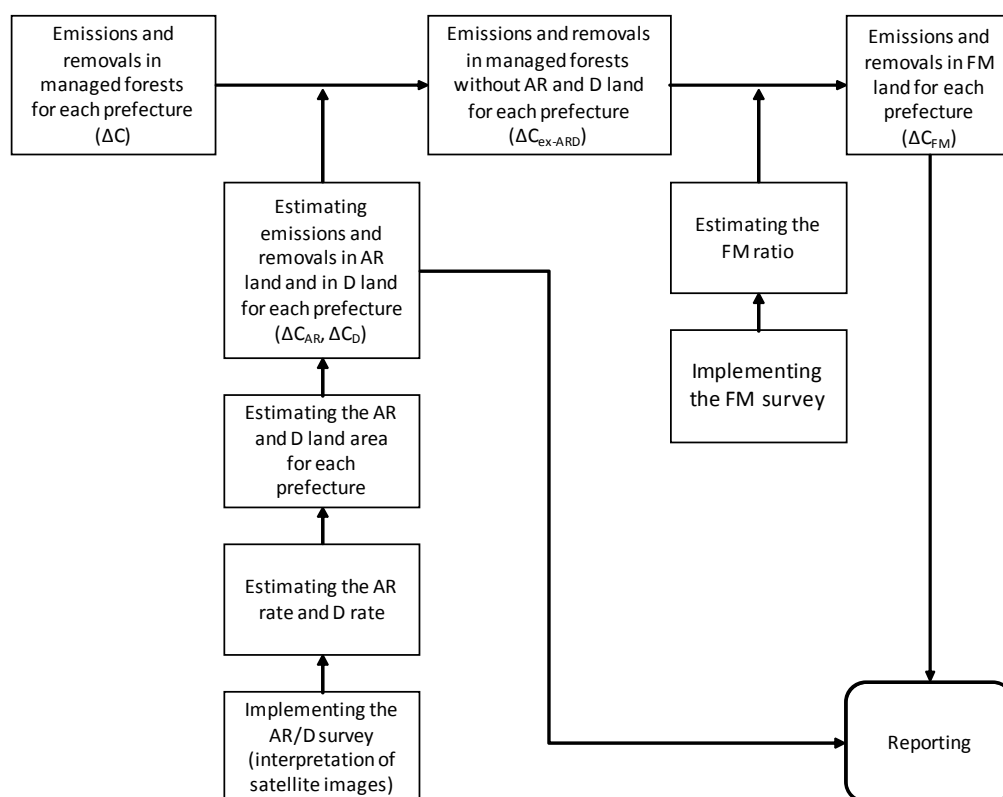 Emissions and
removals in
managed forests
for each prefecture
(ΔC)
Emissions and removals
in managed forests
without AR and D land
for each prefecture
(ΔCex-ARD)
Emissions and
removals in FM
land for each
prefecture
(ΔCFM)
Estimating
emissions and
removals in AR
land and in D land
for each prefecture
(ΔCAR, ΔCD)
Estimating the
FM ratio
Implementing
the FM survey
Estimating the AR
and D land area
for each
prefecture
Estimating the AR
rate and D rate
Implementing the
AR/D survey
(interpretation of
satellite images)
Reporting